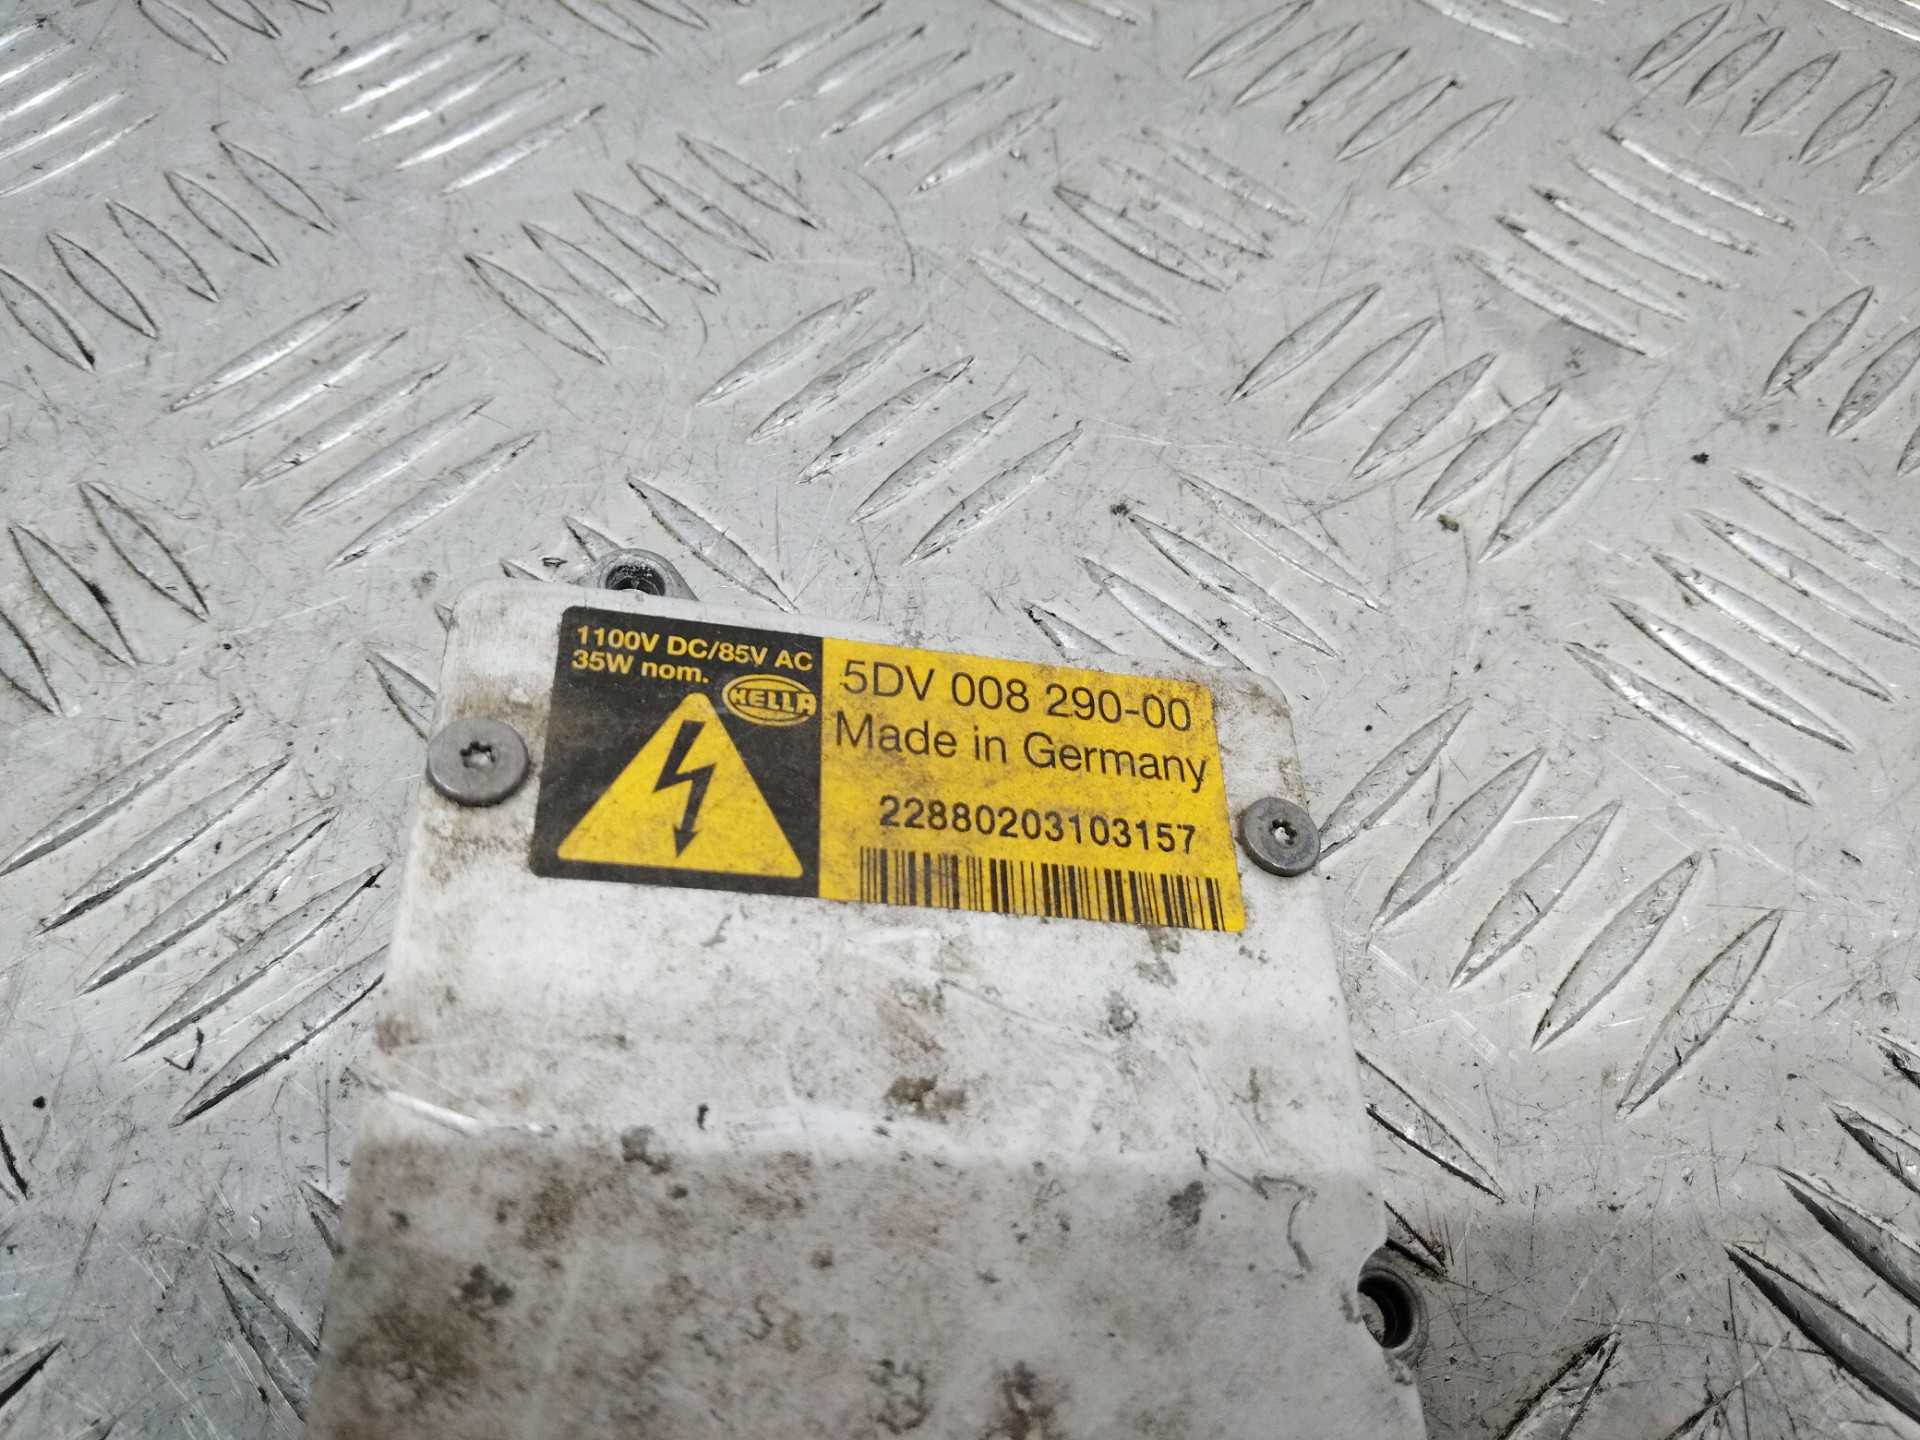 1100V DC/85V AC
35W nom.
HELLA
5DV 008 290-00
Made in Germany
22880203103157